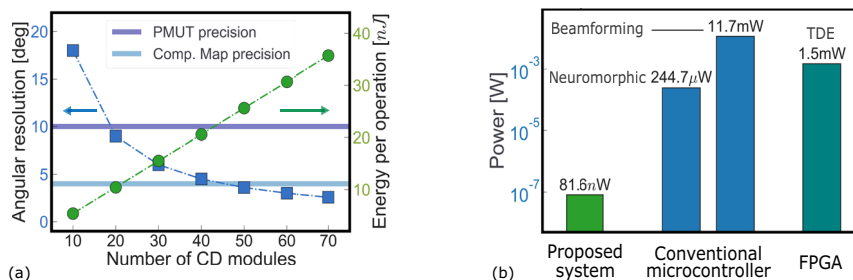 PMUT precision
Comp. Map precision
Angular resolution [deg]
20
15
10
5
0
40
30
20
10
Energy per operation [nJ]
10 20 30 40 50 60 70
Number of CD modules
(a)
Beamforming
11.7mW
TDE
1.5mW
Neuromorphic
244.7μW
81.6nW
Power [W]
10⁻³
10⁻⁵
10⁻⁷
Proposed system
Conventional microcontroller
FPGA
(b)